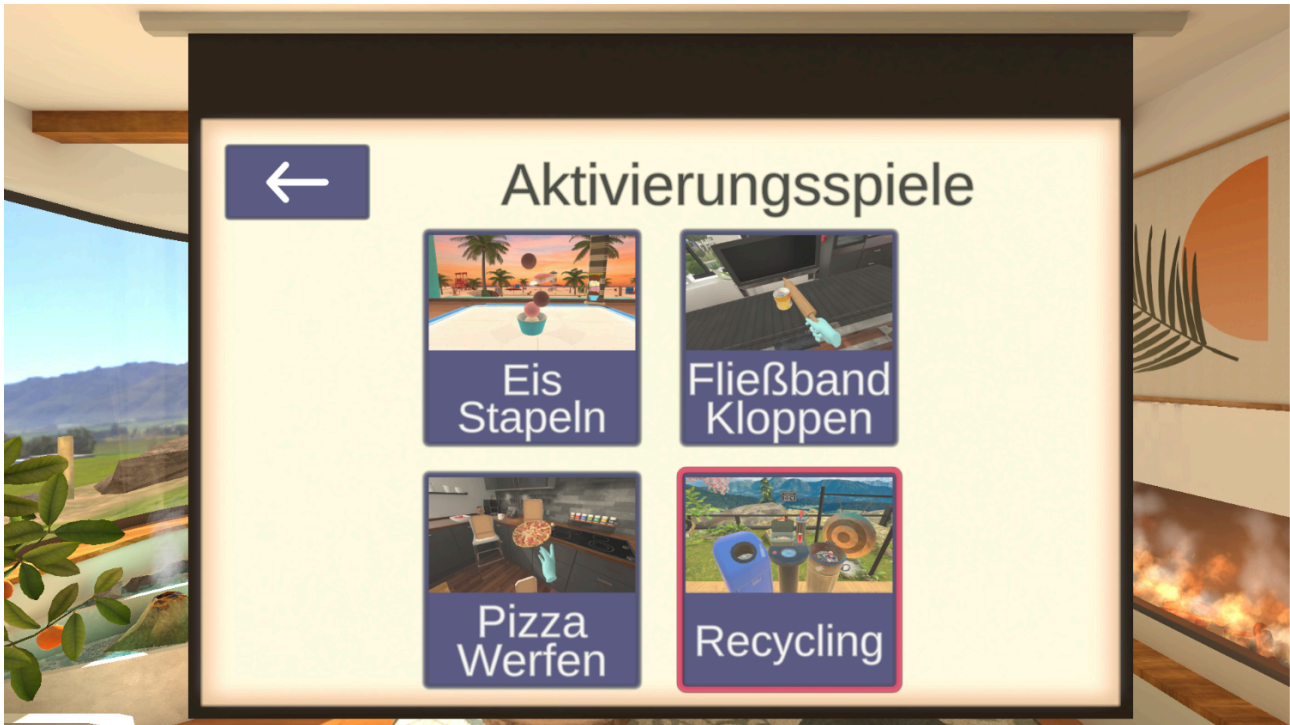 Aktivierungsspiele
Eis
Stapeln
Fließband
Kloppen
Pizza
Werfen
Recycling